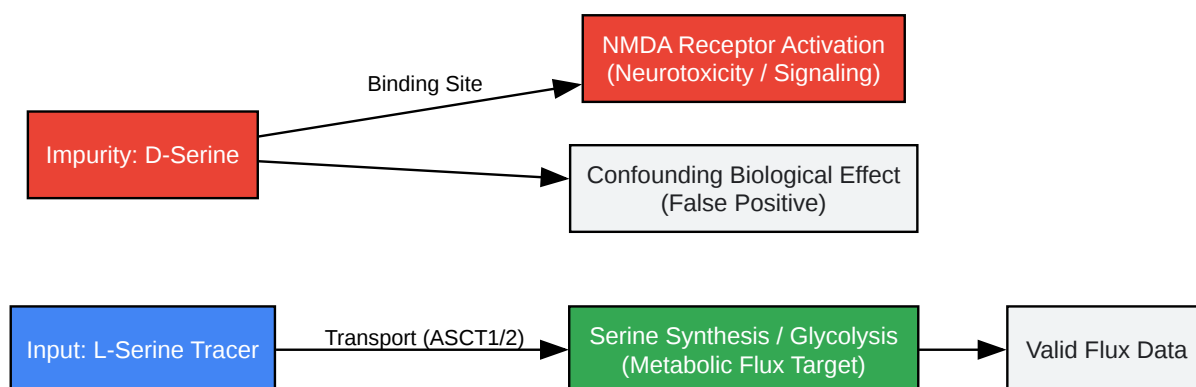 NMDA Receptor Activation
(Neurotoxicity / Signaling)
Binding Site
Impurity: D-Serine
Confounding Biological Effect
(False Positive)
Input: L-Serine Tracer
Transport (ASCT1/2)
Serine Synthesis / Glycolysis
(Metabolic Flux Target)
Valid Flux Data